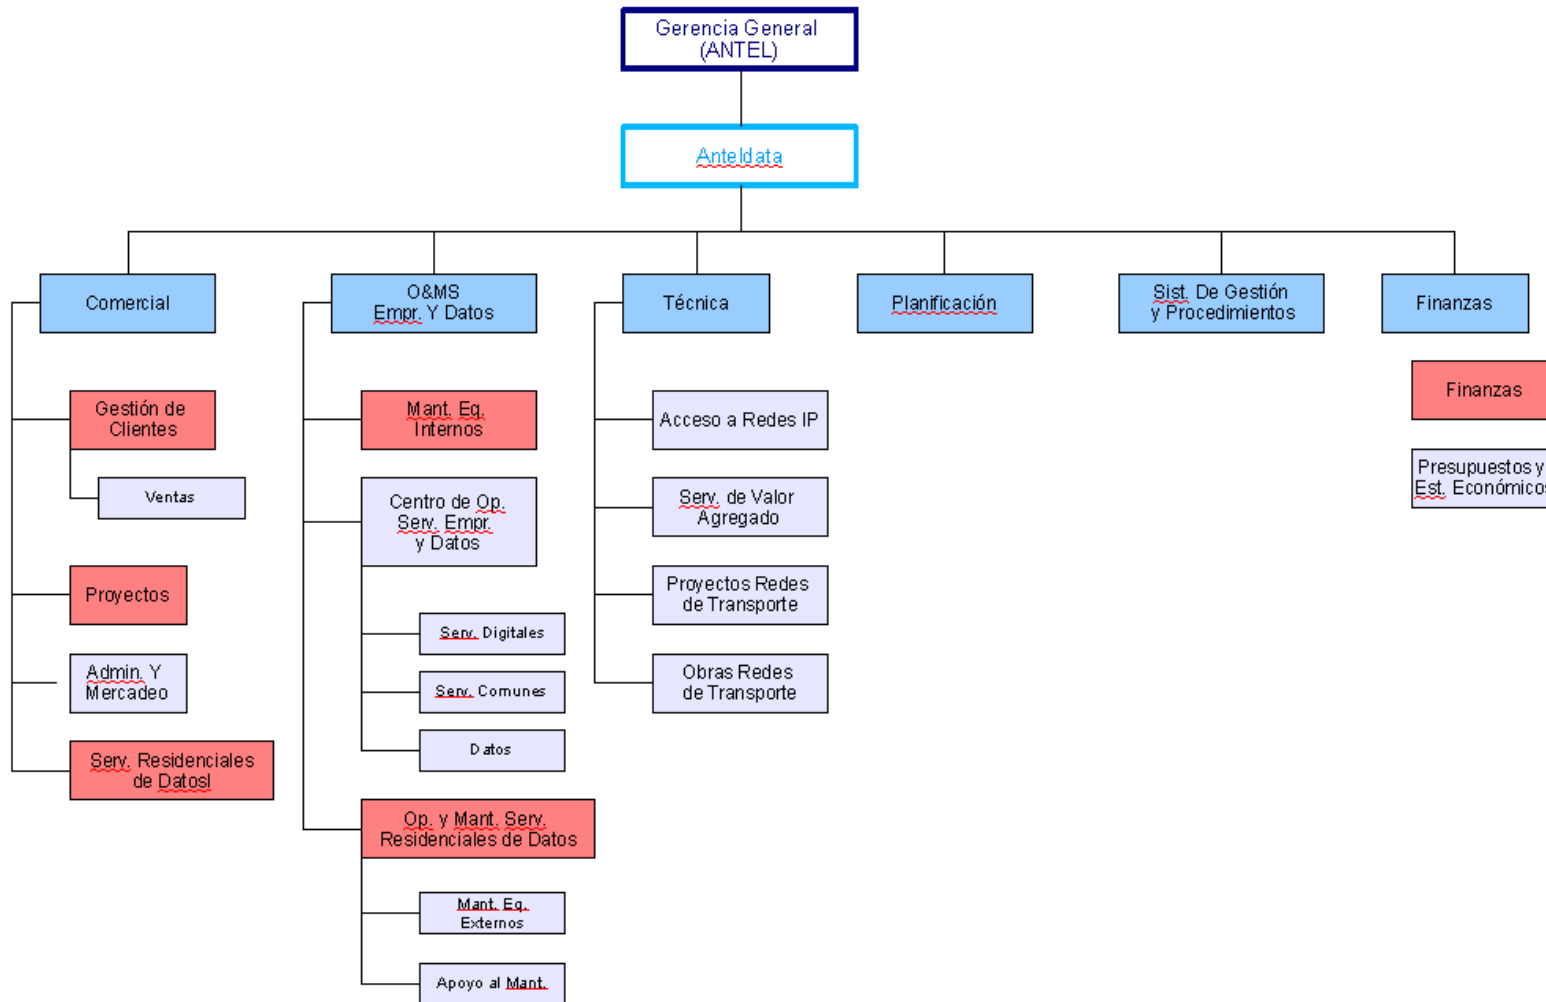 Gerencia General
(ANTEL)
Anteldata
Comercial
O&MS
Empr. Y Datos
Técnica
Planificación
Sist. De Gestión
y Procedimientos
Finanzas
Gestión de
Clientes
Ventas
Proyectos
Admin. Y
Mercadeo
Serv. Residenciales
de Datosl
Mant. Eq.
Internos
Centro de Op.
Serv. Empr.
y Datos
Serv. Digitales
Serv. Comunes
Datos
Op. y Mant. Serv.
Residenciales de Datos
Mant. Eq.
Externos
Apoyo al Mant.
Acceso a Redes IP
Serv. de Valor
Agregado
Proyectos Redes
de Transporte
Obras Redes
de Transporte
Finanzas
Presupuestos y
Est. Económicos